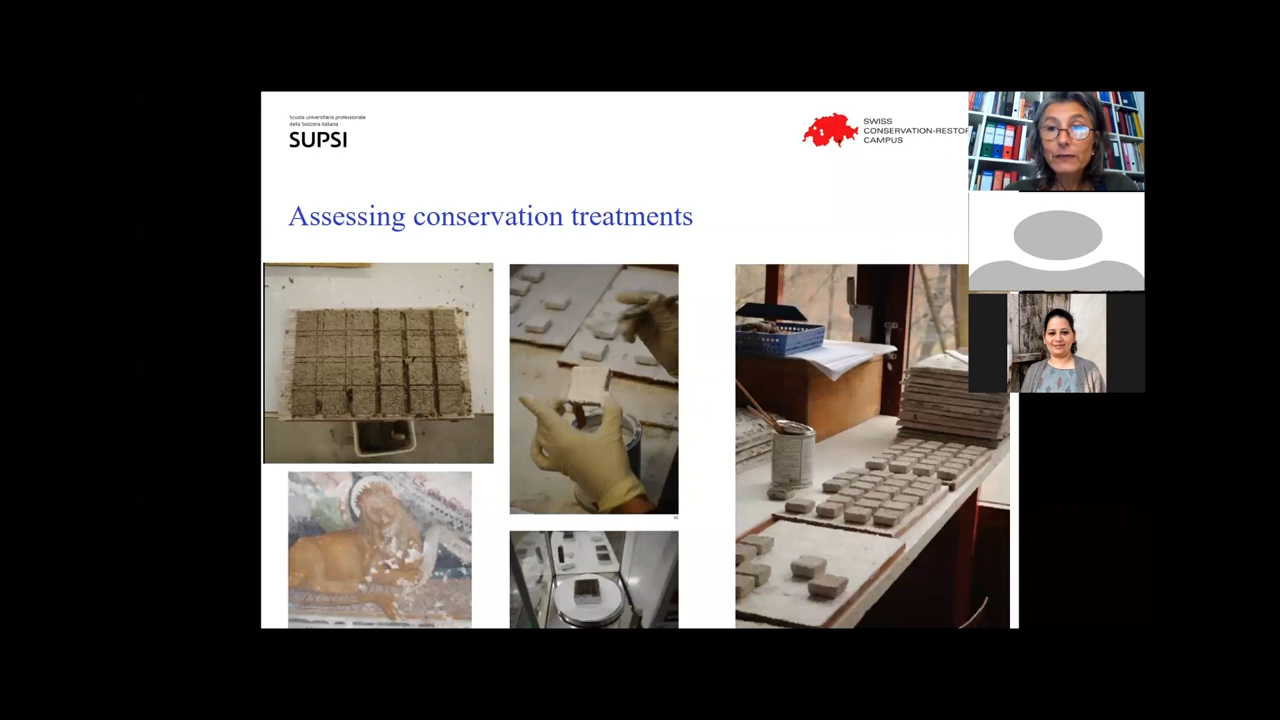 Scuola universitaria professionale
della Svizzera italiana
SUPSI
SWISS
CONSERVATION-RESTOR
CAMPUS
Assessing conservation treatments